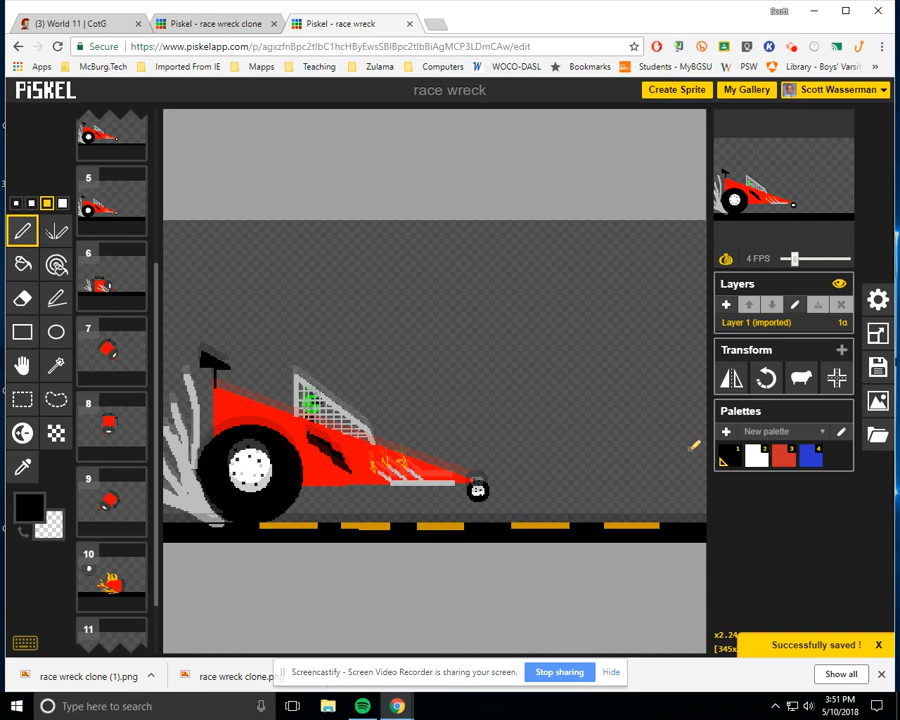 (3) World 11 | CotG
Piskel - race wreck clone
Piskel - race wreck
Scott
Secure
https://www.piskelapp.com/p/agxzfnBpc2tlbC1hcHByEwsSBlBpc2tlbBiAgMCP3LDmCAw/edit
Apps
McBurg.Tech
Imported From IE
Mapps
Teaching
Zulama
Computers
WOCO-DASL
Bookmarks
Students - MyBGSU
PSW
Library - Boys' Varsit
PISKEL
race wreck
Create Sprite
My Gallery
Scott Wasserman
5
6
7
8
9
10
11
4 FPS
Layers
Layer 1 (imported)
1α
Transform
Palettes
New palette
1
2
3
4
x2.24
[345x
Successfully saved !
X
race wreck clone (1).png
race wreck clone.p
Screencastify - Screen Video Recorder is sharing your screen.
Stop sharing
Hide
Show all
Type here to search
3:51 PM
5/10/2018